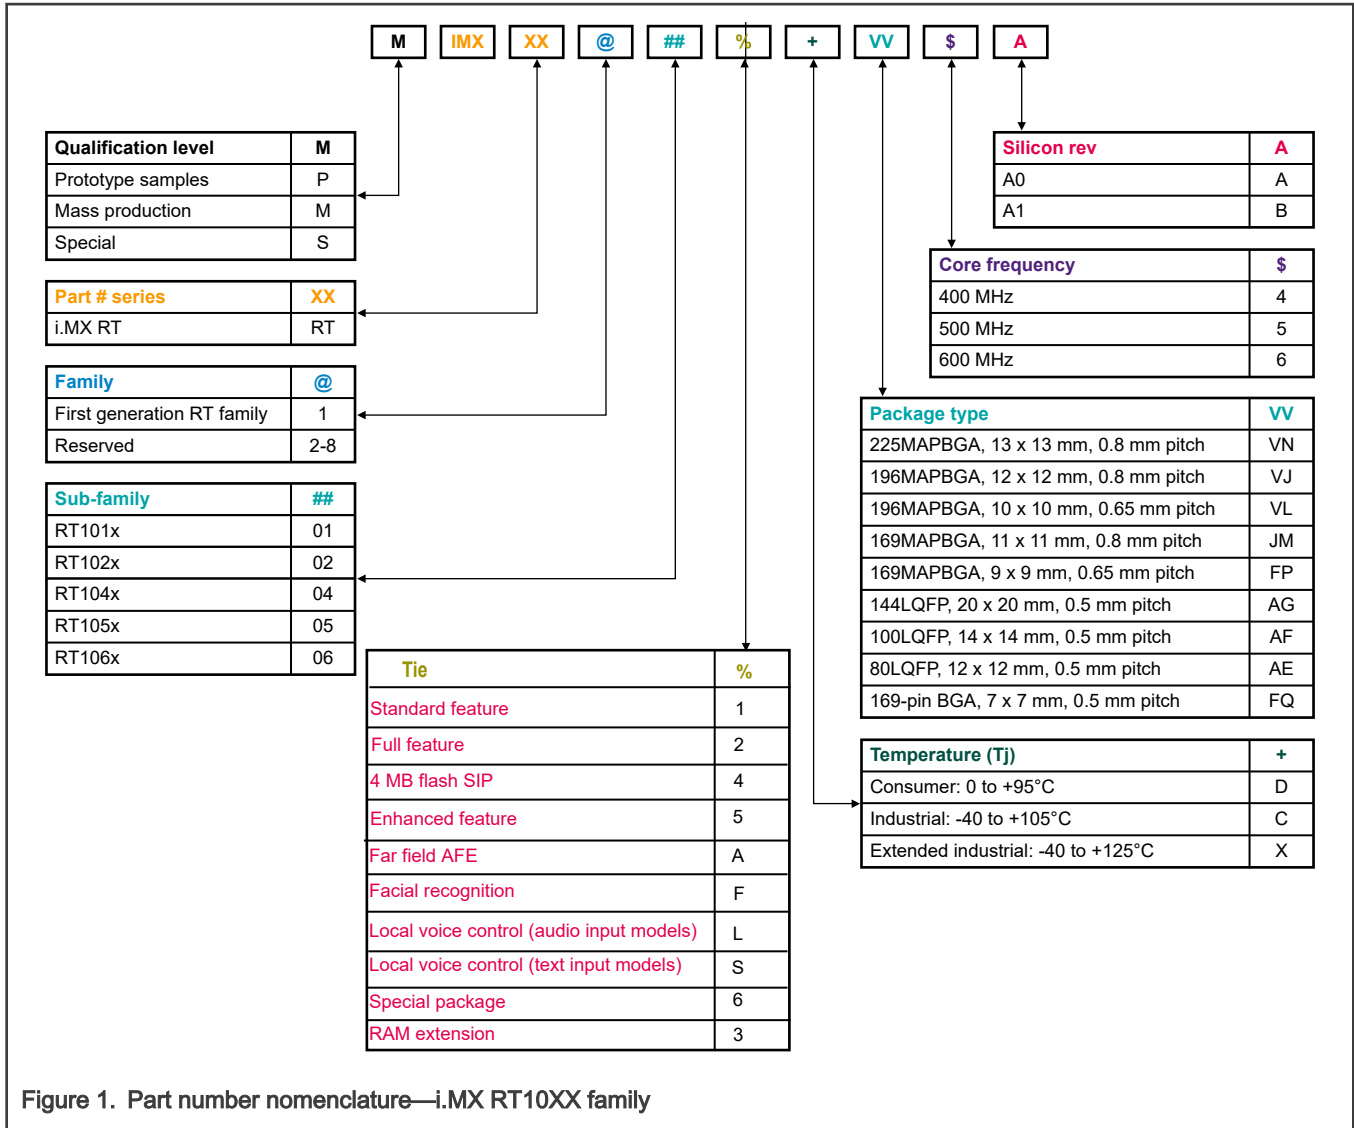 M IMX XX @ ## % + VV $ A
Qualification level M
Prototype samples P
Mass production M
Special S
Part # series XX
i.MX RT RT
Family @
First generation RT family 1
Reserved 2-8
Sub-family ##
RT101x 01
RT102x 02
RT104x 04
RT105x 05
RT106x 06
Tie %
Standard feature 1
Full feature 2
4 MB flash SIP 4
Enhanced feature 5
Far field AFE A
Facial recognition F
Local voice control (audio input models) L
Local voice control (text input models) S
Special package 6
RAM extension 3
Silicon rev A
A0 A
A1 B
Core frequency $
400 MHz 4
500 MHz 5
600 MHz 6
Package type VV
225MAPBGA, 13 x 13 mm, 0.8 mm pitch VN
196MAPBGA, 12 x 12 mm, 0.8 mm pitch VJ
196MAPBGA, 10 x 10 mm, 0.65 mm pitch VL
169MAPBGA, 11 x 11 mm, 0.8 mm pitch JM
169MAPBGA, 9 x 9 mm, 0.65 mm pitch FP
144LQFP, 20 x 20 mm, 0.5 mm pitch AG
100LQFP, 14 x 14 mm, 0.5 mm pitch AF
80LQFP, 12 x 12 mm, 0.5 mm pitch AE
169-pin BGA, 7 x 7 mm, 0.5 mm pitch FQ
Temperature (Tj) +
Consumer: 0 to +95°C D
Industrial: -40 to +105°C C
Extended industrial: -40 to +125°C X
Figure 1. Part number nomenclature—i.MX RT10XX family